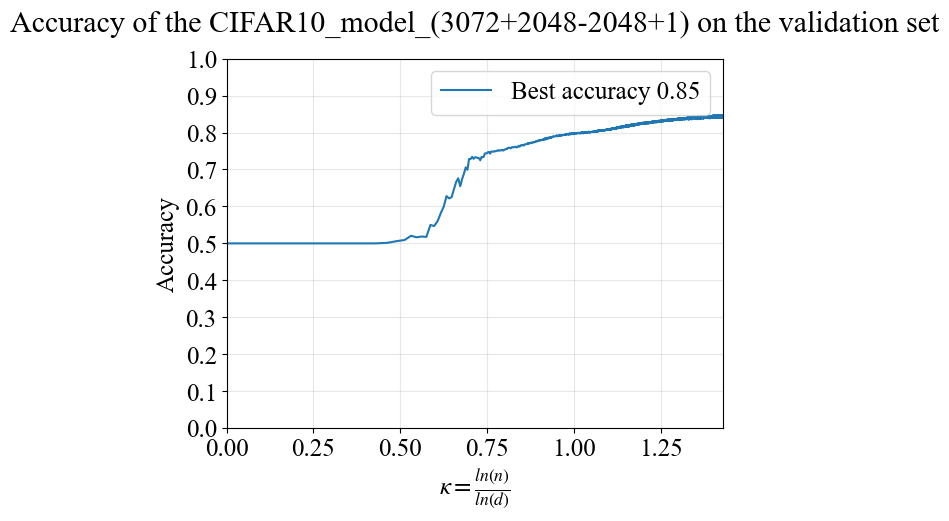 Accuracy of the CIFAR10_model_(3072+2048-2048+1) on the validation set
1.0
0.9
0.8
0.7
0.6
0.5
0.4
0.3
0.2
0.1
0.0
Accuracy
Best accuracy 0.85
0.00 0.25 0.50 0.75 1.00 1.25
κ = ln(n)/ln(d)